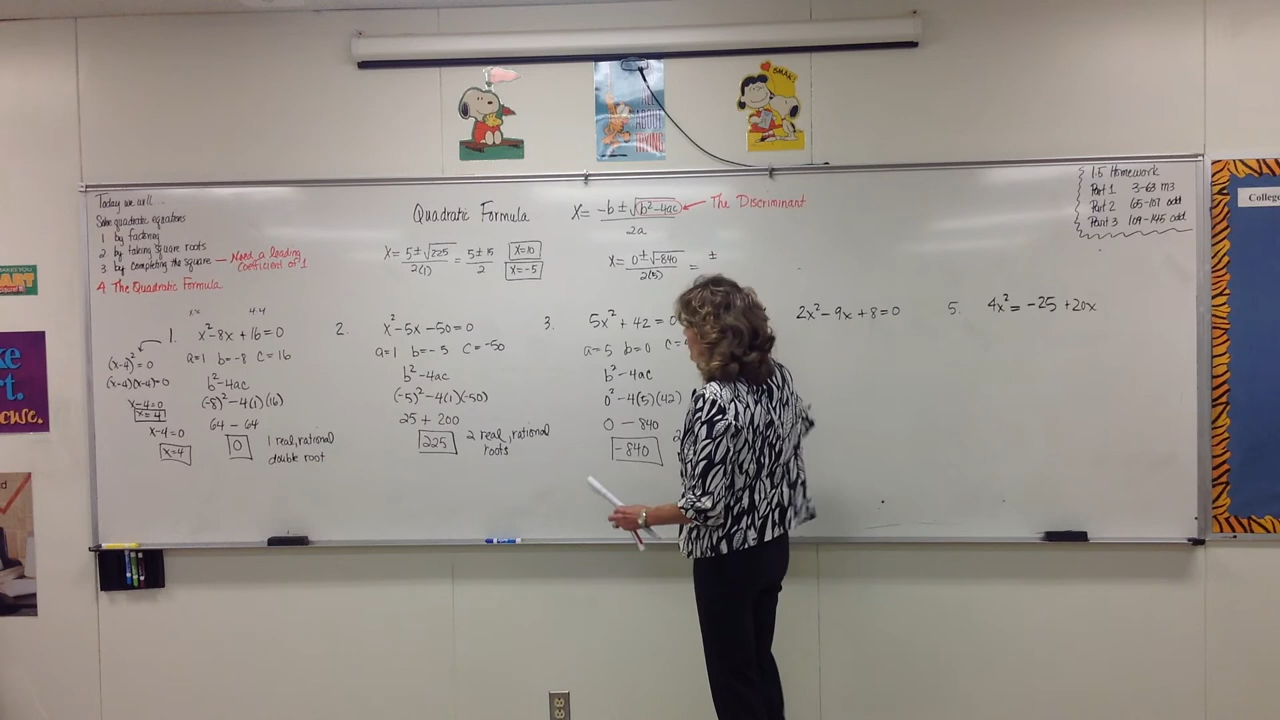 SMAK!
ALL
ABOUT
TRYING
Today we will...
Solve quadratic equations
1 by factoring
2 by taking square roots
3 by completing the square — Need a leading
coefficient of 1
4. The Quadratic Formula
Quadratic Formula
X = (-b ± √(b²-4ac)) / 2a
The Discriminant
1.5 Homework
Part 1 3-63 m3
Part 2 65-107 odd
Part 3 109-145 odd
X = (5 ± √225) / 2(1) = (5 ± 15) / 2
X=10
X=-5
X = (0 ± √-840) / 2(5) = ±
1. x²-8x+16=0
a=1 b=-8 c=16
b²-4ac
(-8)²-4(1)(16)
64 - 64
0
1 real, rational
double root
(x-4)²=0
(x-4)(x-4)=0
x-4=0
x=4
x-4=0
x=4
2. x²-5x-50=0
a=1 b=-5 c=-50
b²-4ac
(-5)²-4(1)(-50)
25 + 200
225
2 real, rational
roots
3. 5x²+42=0
a=5 b=0 c=
b²-4ac
0²-4(5)(42)
0 - 840
-840
2x²-9x+8=0
5. 4x²=-25+20x
College